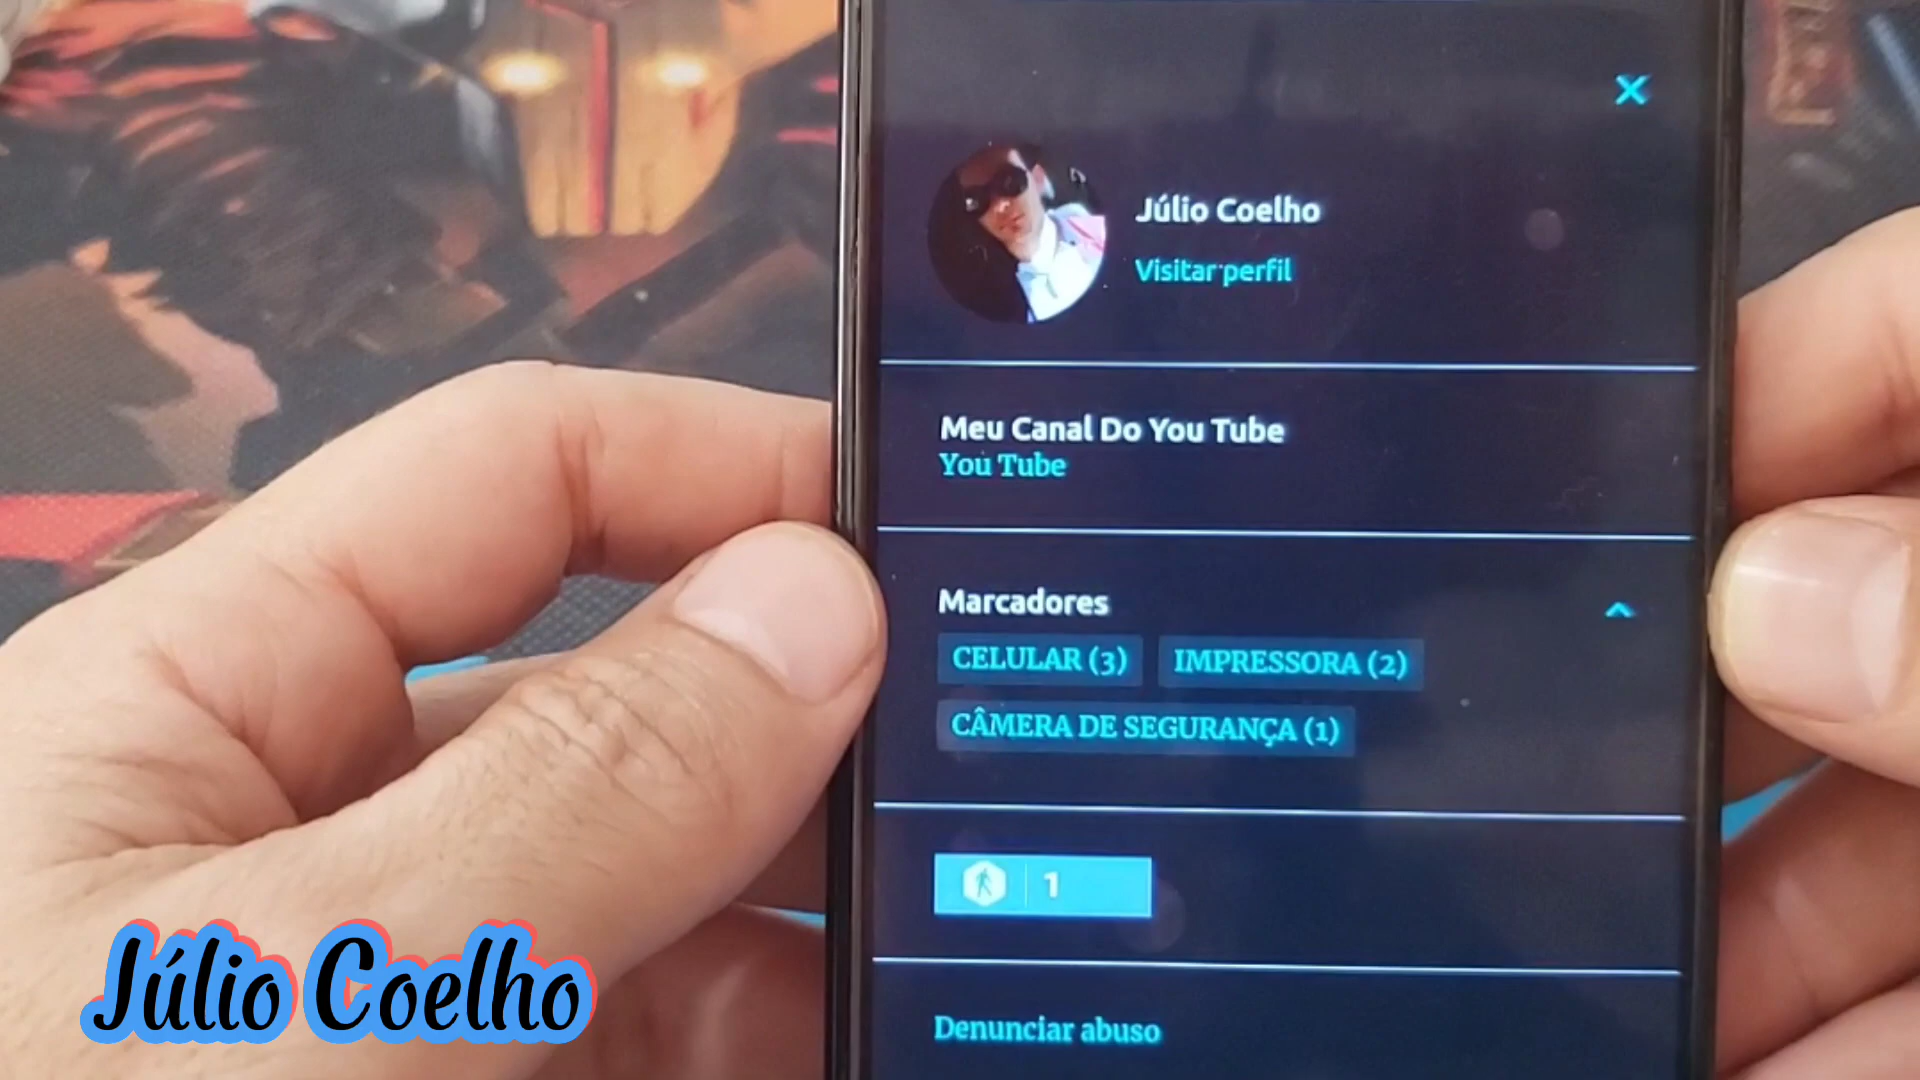 Júlio Coelho
Visitar perfil
Meu Canal Do You Tube
You Tube
Marcadores
CELULAR (3)
IMPRESSORA (2)
CÂMERA DE SEGURANÇA (1)
1
Denunciar abuso
Júlio Coelho